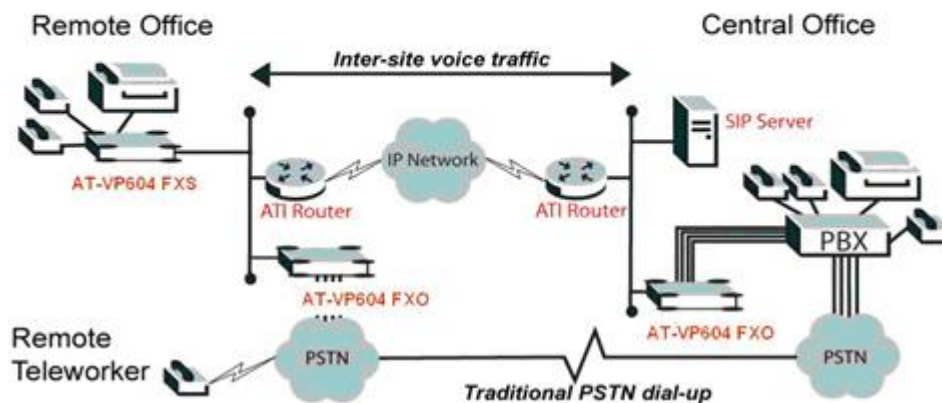 Remote Office
Central Office
Inter-site voice traffic
SIP Server
IP Network
AT-VP604 FXS
ATI Router
ATI Router
PBX
AT-VP604 FXO
AT-VP604 FXO
Remote
Teleworker
PSTN
PSTN
Traditional PSTN dial-up